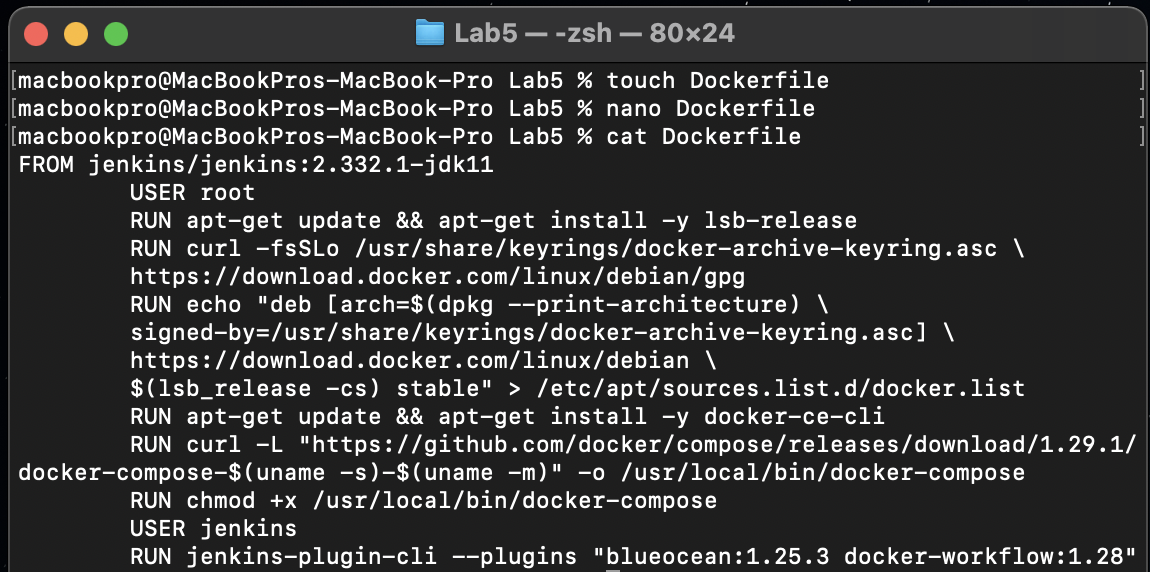 Lab5 — -zsh — 80×24
[macbookpro@MacBookPros-MacBook-Pro Lab5 % touch Dockerfile ]
[macbookpro@MacBookPros-MacBook-Pro Lab5 % nano Dockerfile ]
[macbookpro@MacBookPros-MacBook-Pro Lab5 % cat Dockerfile ]
FROM jenkins/jenkins:2.332.1-jdk11
        USER root
        RUN apt-get update && apt-get install -y lsb-release
        RUN curl -fsSLo /usr/share/keyrings/docker-archive-keyring.asc \
        https://download.docker.com/linux/debian/gpg
        RUN echo "deb [arch=$(dpkg --print-architecture) \
        signed-by=/usr/share/keyrings/docker-archive-keyring.asc] \
        https://download.docker.com/linux/debian \
        $(lsb_release -cs) stable" > /etc/apt/sources.list.d/docker.list
        RUN apt-get update && apt-get install -y docker-ce-cli
        RUN curl -L "https://github.com/docker/compose/releases/download/1.29.1/
docker-compose-$(uname -s)-$(uname -m)" -o /usr/local/bin/docker-compose
        RUN chmod +x /usr/local/bin/docker-compose
        USER jenkins
        RUN jenkins-plugin-cli --plugins "blueocean:1.25.3 docker-workflow:1.28"